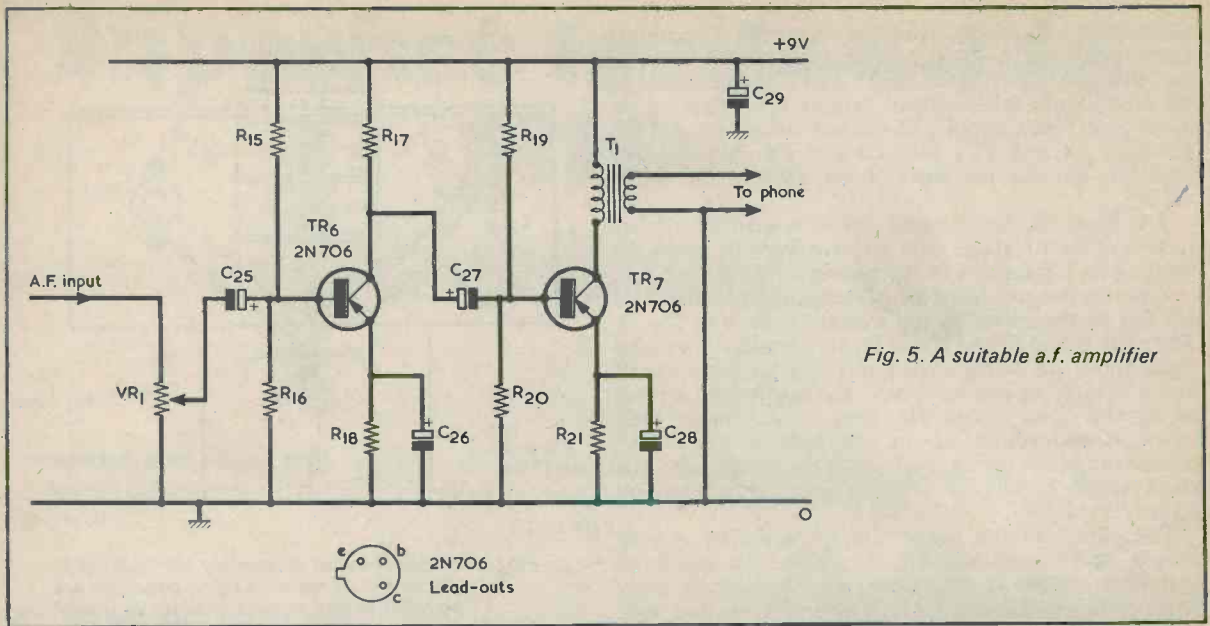 +9V
C29
R15
R17
R19
T1
To phone
TR6
2N706
TR7
2N706
A.F. input
C25
C27
VR1
R16
R18
C26
R20
R21
C28
O
e b
c
2N706
Lead-outs
Fig. 5. A suitable a.f. amplifier